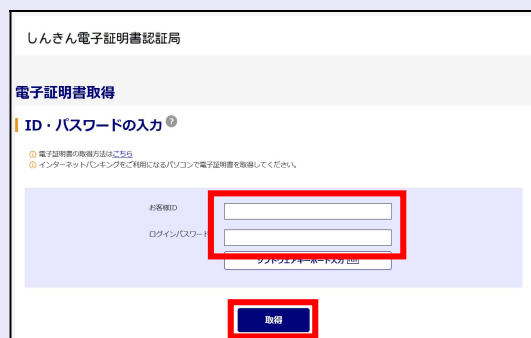 しんきん電子証明書認証局
電子証明書取得
ID・パスワードの入力
電子証明書の取得方法はこちら
インターネットバンキングをご利用になるパソコンで電子証明書を取得してください。
お客様ID
ログインパスワード
ソフトウェアキーボード入力
取得